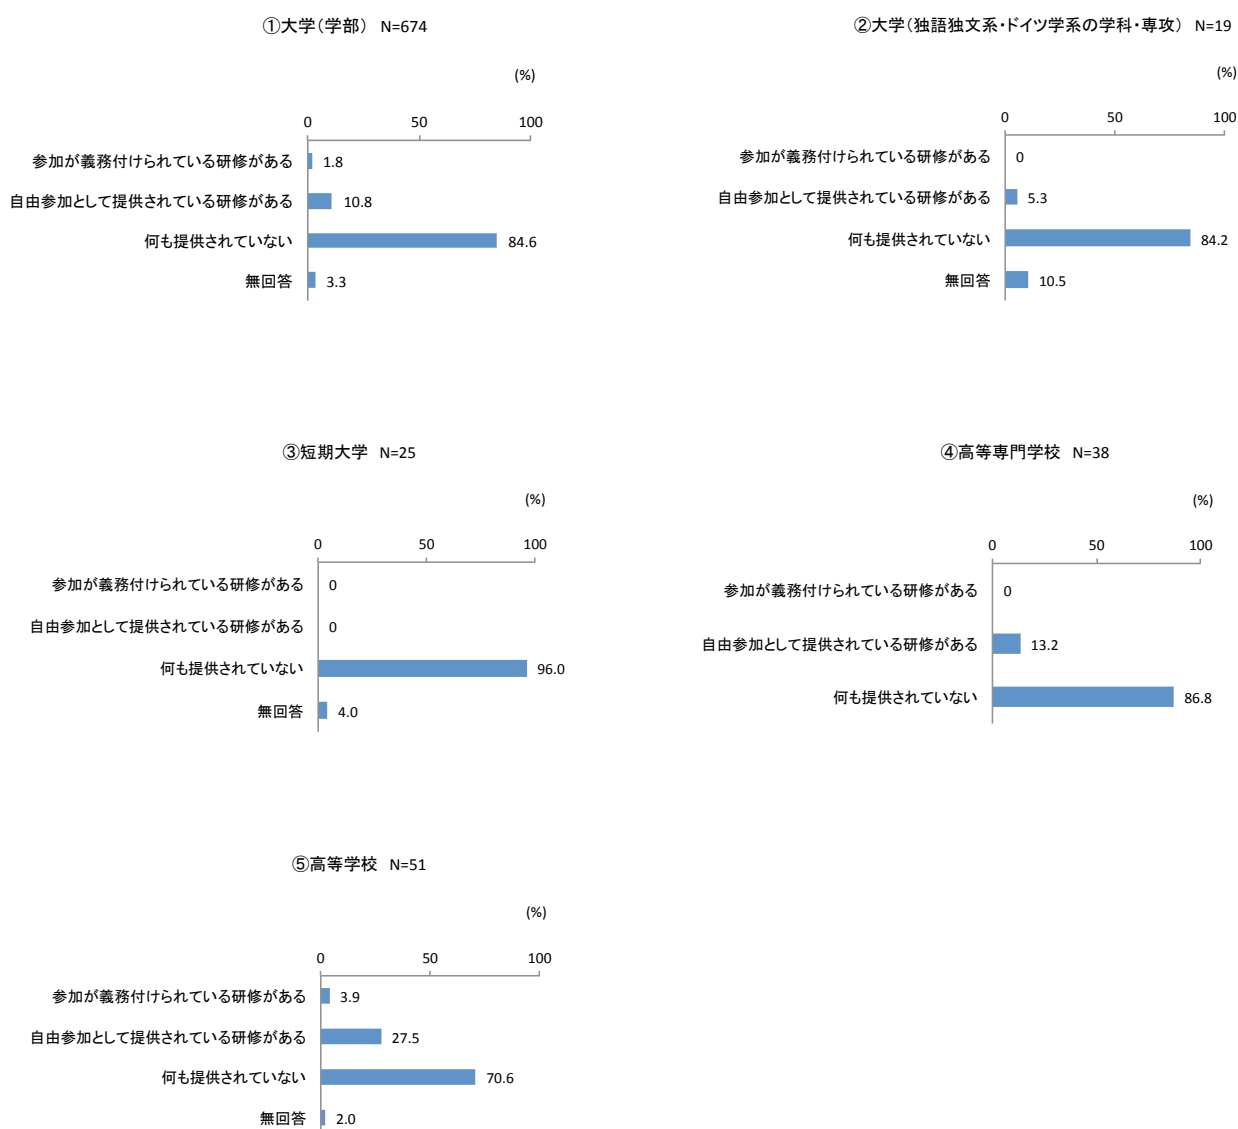 ①大学（学部） N=674
(%)
0 50 100
参加が義務付けられている研修がある 1.8
自由参加として提供されている研修がある 10.8
何も提供されていない 84.6
無回答 3.3
②大学（独語独文系・ドイツ学系の学科・専攻） N=19
(%)
0 50 100
参加が義務付けられている研修がある 0
自由参加として提供されている研修がある 5.3
何も提供されていない 84.2
無回答 10.5
③短期大学 N=25
(%)
0 50 100
参加が義務付けられている研修がある 0
自由参加として提供されている研修がある 0
何も提供されていない 96.0
無回答 4.0
④高等専門学校 N=38
(%)
0 50 100
参加が義務付けられている研修がある 0
自由参加として提供されている研修がある 13.2
何も提供されていない 86.8
⑤高等学校 N=51
(%)
0 50 100
参加が義務付けられている研修がある 3.9
自由参加として提供されている研修がある 27.5
何も提供されていない 70.6
無回答 2.0